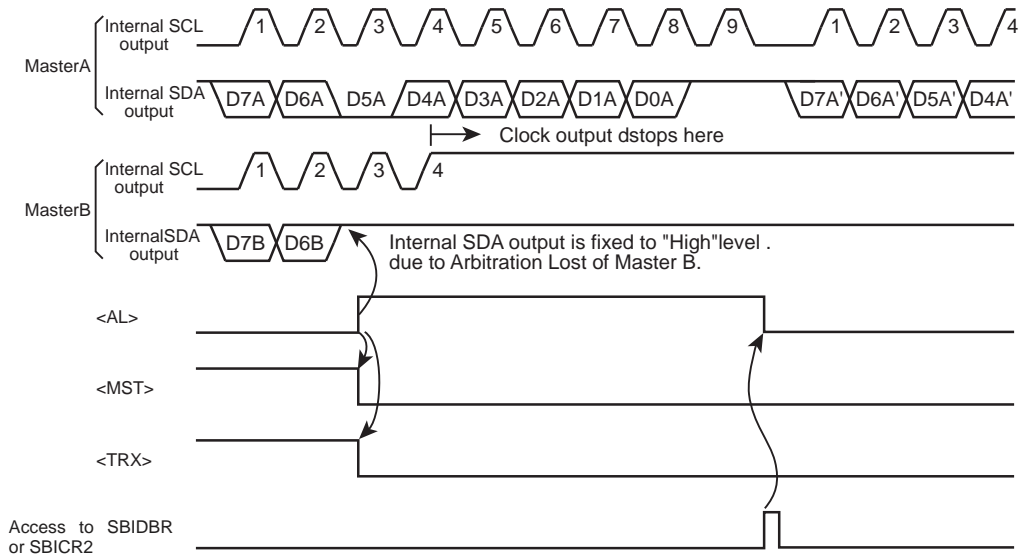 Internal SCL output
1 2 3 4 5 6 7 8 9 1 2 3 4
MasterA
Internal SDA output
D7A D6A D5A D4A D3A D2A D1A D0A D7A' D6A' D5A' D4A'
Clock output dstops here
Internal SCL output
1 2 3 4
MasterB
InternalSDA output
D7B D6B
Internal SDA output is fixed to "High"level .
due to Arbitration Lost of Master B.
<AL>
<MST>
<TRX>
Access to SBIDBR
or SBICR2